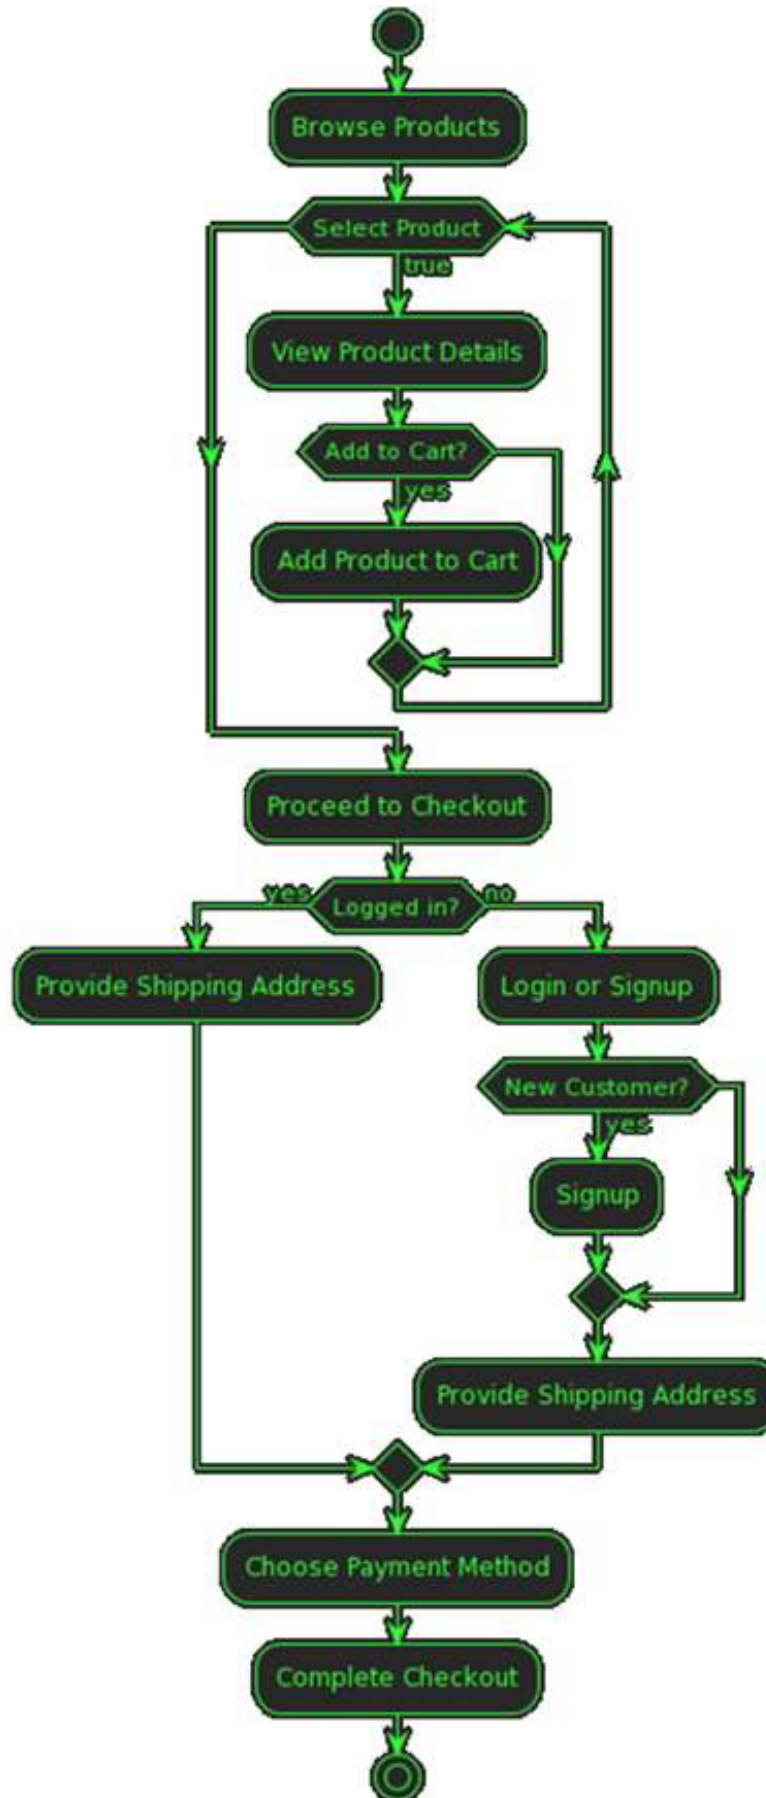 Browse Products
Select Product
true
View Product Details
Add to Cart?
yes
Add Product to Cart
Proceed to Checkout
yes
Logged in?
no
Provide Shipping Address
Login or Signup
New Customer?
yes
Signup
Provide Shipping Address
Choose Payment Method
Complete Checkout